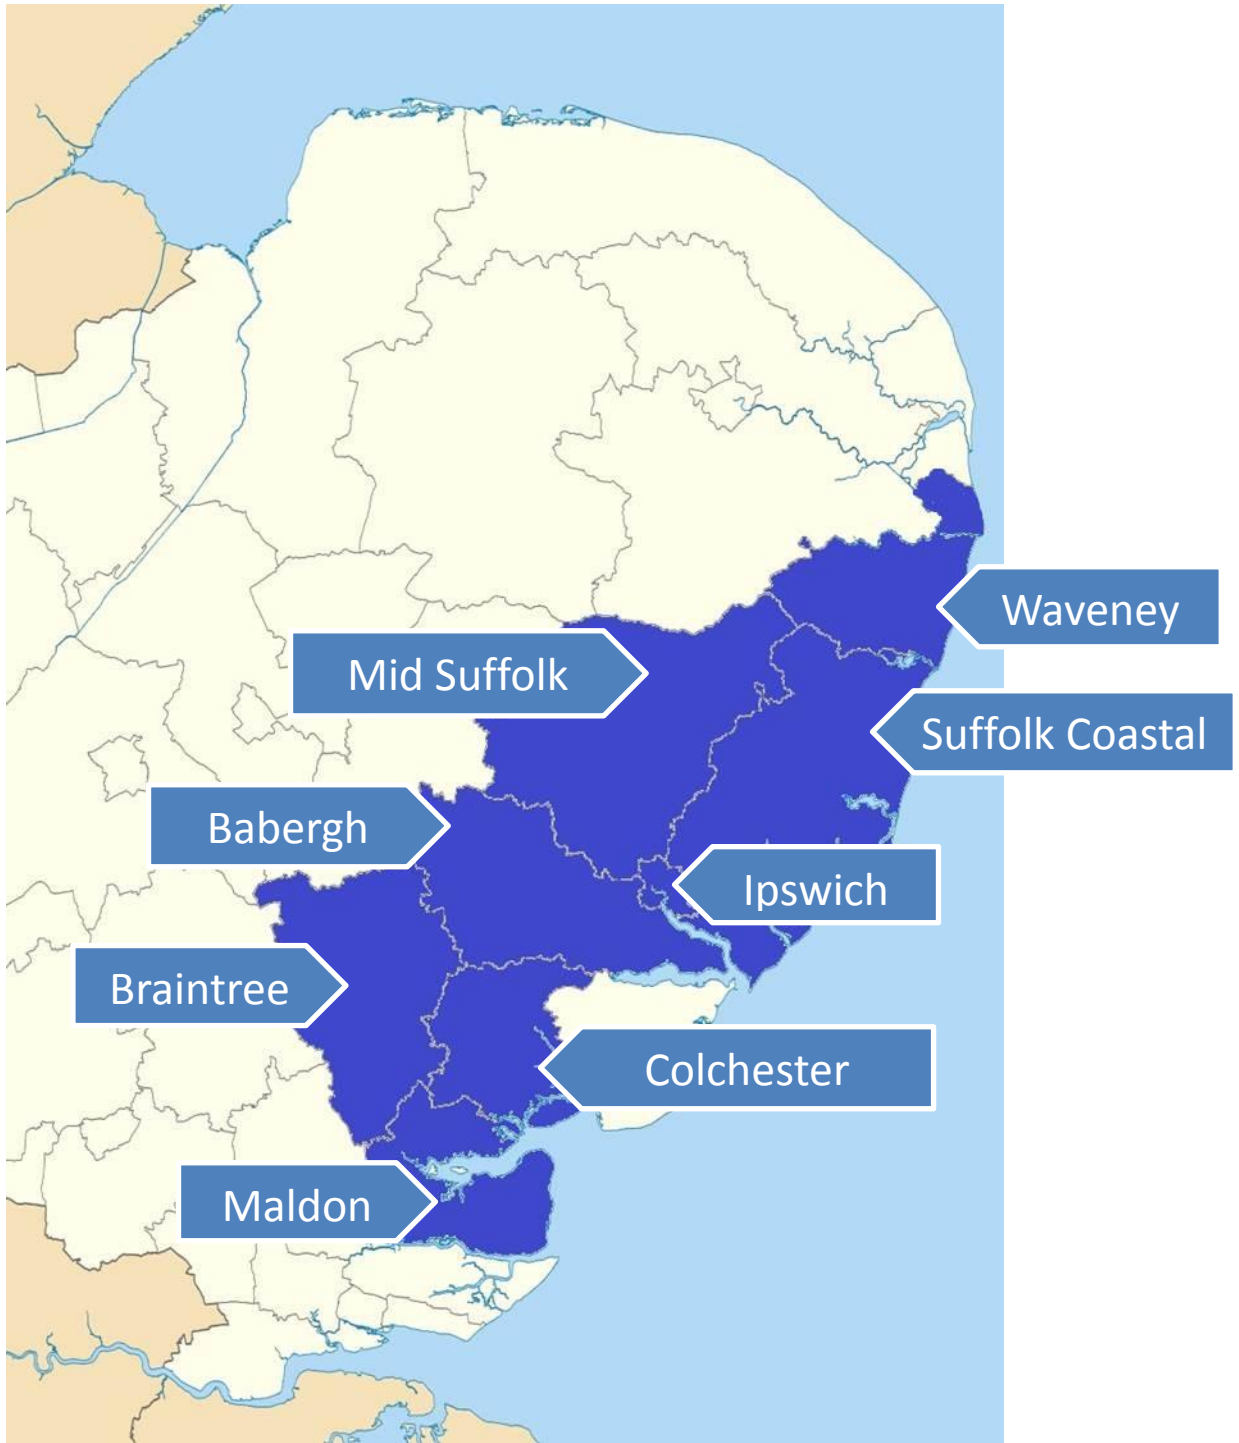 Waveney
Mid Suffolk
Suffolk Coastal
Babergh
Ipswich
Braintree
Colchester
Maldon